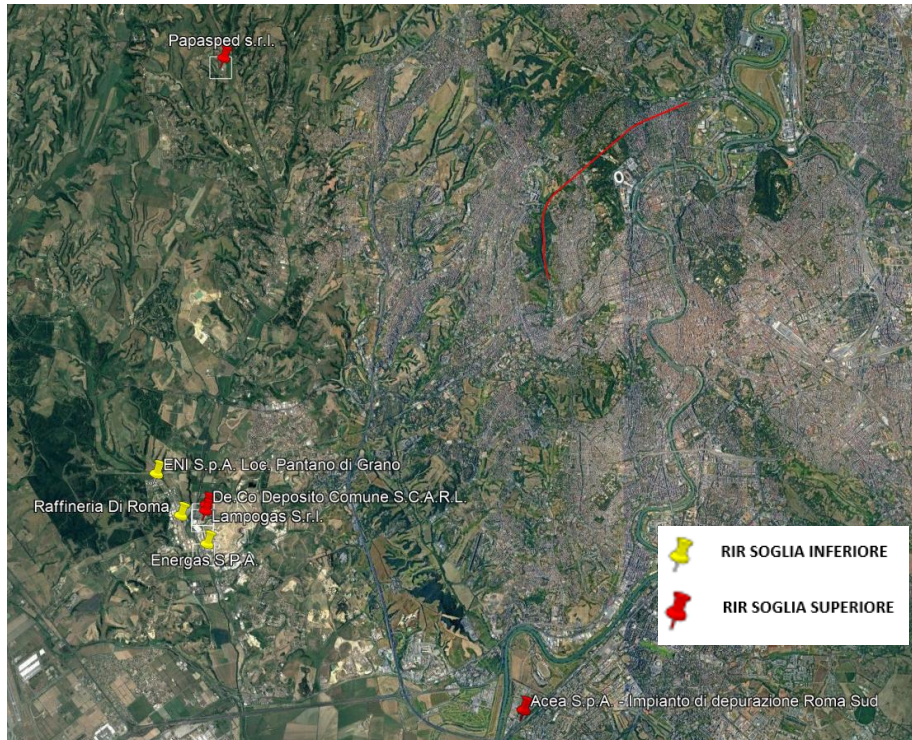 Papasped s.r.l.
ENI S.p.A. Loc. Pantano di Grano
De.Co Deposito Comune S.C.A.R.L.
Raffineria Di Roma
Lampogas S.r.l.
Energas S.P.A.
RIR SOGLIA INFERIORE
RIR SOGLIA SUPERIORE
Acea S.p.A. - Impianto di depurazione Roma Sud